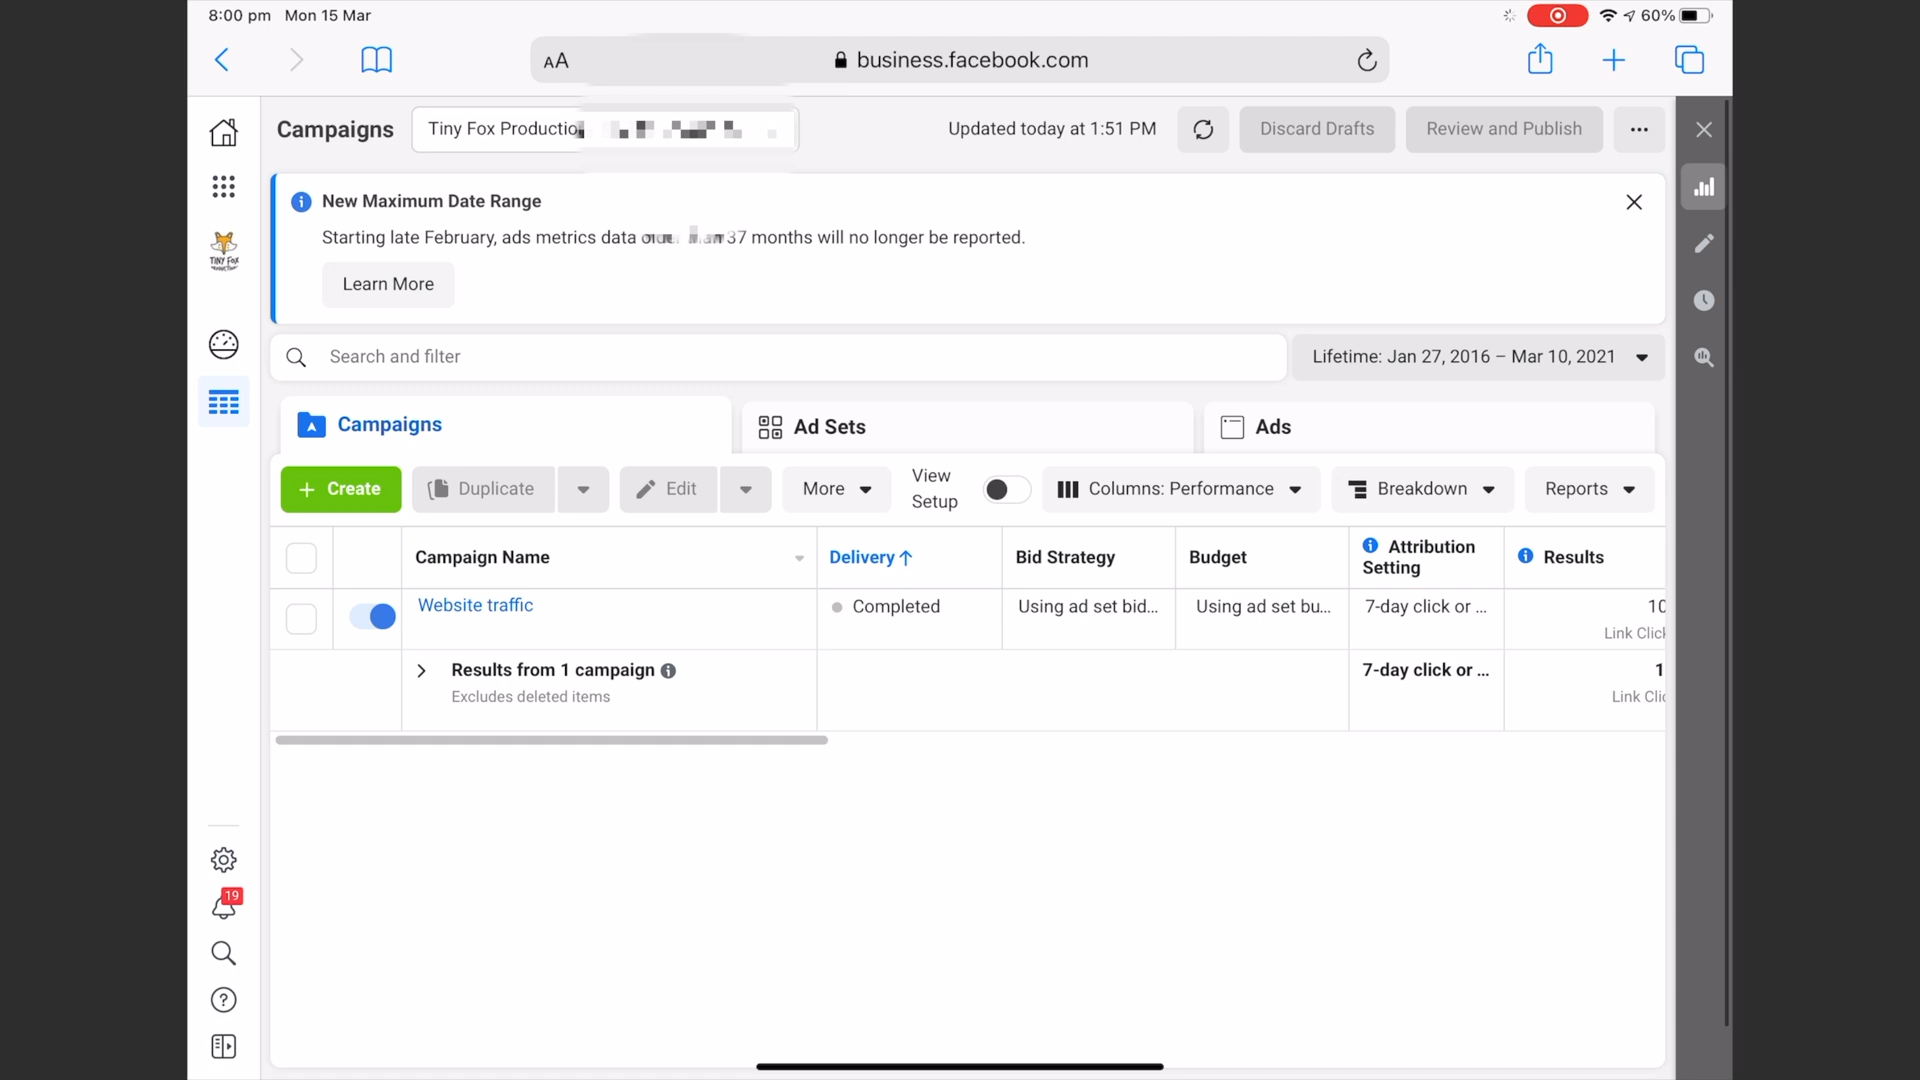 8:00 pm Mon 15 Mar
60%
AA
business.facebook.com
Campaigns
Tiny Fox Productio
Updated today at 1:51 PM
Discard Drafts
Review and Publish
New Maximum Date Range
Starting late February, ads metrics data 37 months will no longer be reported.
Learn More
TINY FOX
Search and filter
Lifetime: Jan 27, 2016 – Mar 10, 2021
Campaigns
Ad Sets
Ads
+ Create
Duplicate
Edit
More
View
Setup
Columns: Performance
Breakdown
Reports
Campaign Name
Delivery↑
Bid Strategy
Budget
Attribution
Setting
Results
Website traffic
Completed
Using ad set bid...
Using ad set bu...
7-day click or ...
10
Link Click
Results from 1 campaign
Excludes deleted items
7-day click or ...
1
Link Clic
19